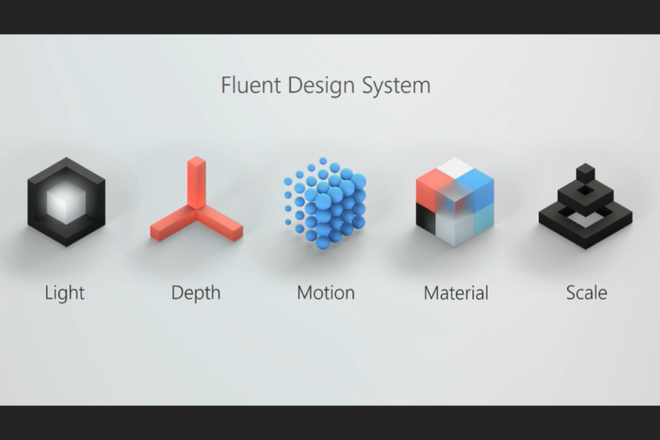 Fluent Design System
Light
Depth
Motion
Material
Scale